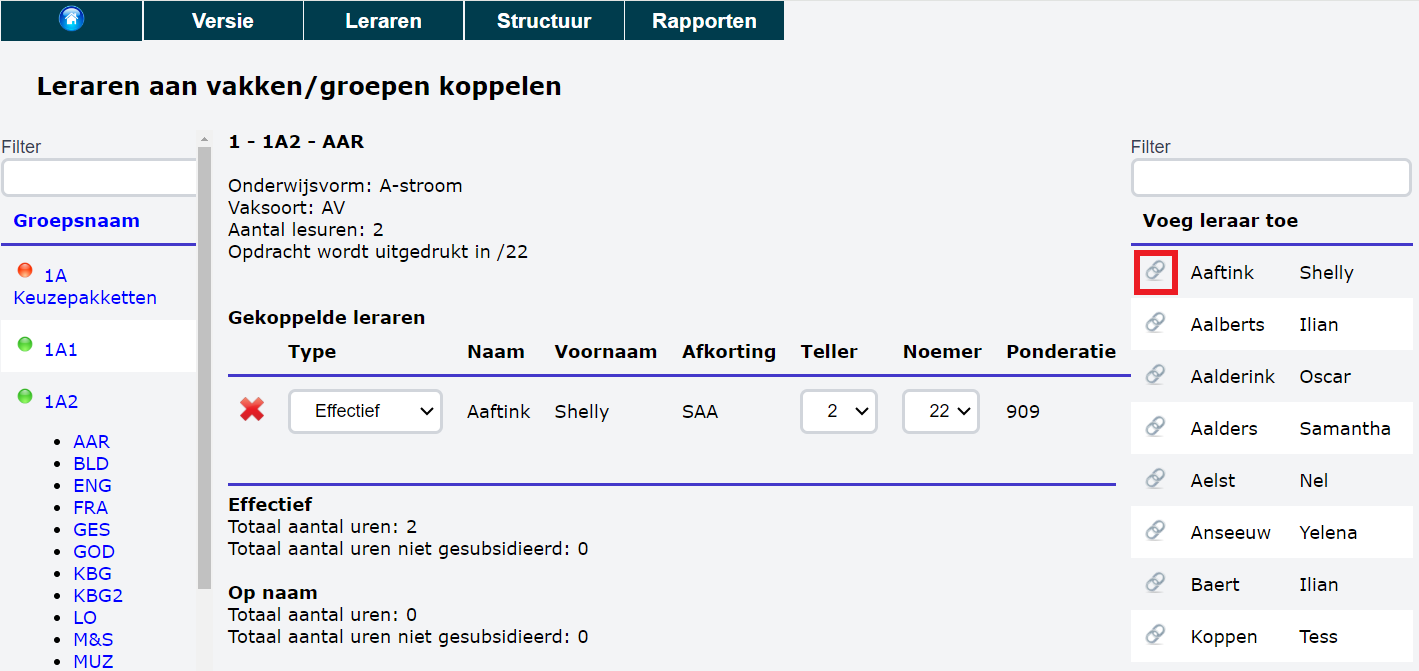 Versie Leraren Structuur Rapporten
Leraren aan vakken/groepen koppelen
Filter
Groepsnaam
1A
Keuzepakketten
1A1
1A2
AAR
BLD
ENG
FRA
GES
GOD
KBG
KBG2
LO
M&S
MUZ
1 - 1A2 - AAR
Onderwijsvorm: A-stroom
Vaksoort: AV
Aantal lesuren: 2
Opdracht wordt uitgedrukt in /22
Gekoppelde leraren
Type Naam Voornaam Afkorting Teller Noemer Ponderatie
Effectief Aaftink Shelly SAA 2 22 909
Effectief
Totaal aantal uren: 2
Totaal aantal uren niet gesubsidieerd: 0
Op naam
Totaal aantal uren: 0
Totaal aantal uren niet gesubsidieerd: 0
Filter
Voeg leraar toe
Aaftink Shelly
Aalberts Ilian
Aalderink Oscar
Aalders Samantha
Aelst Nel
Anseeuw Yelena
Baert Ilian
Koppen Tess